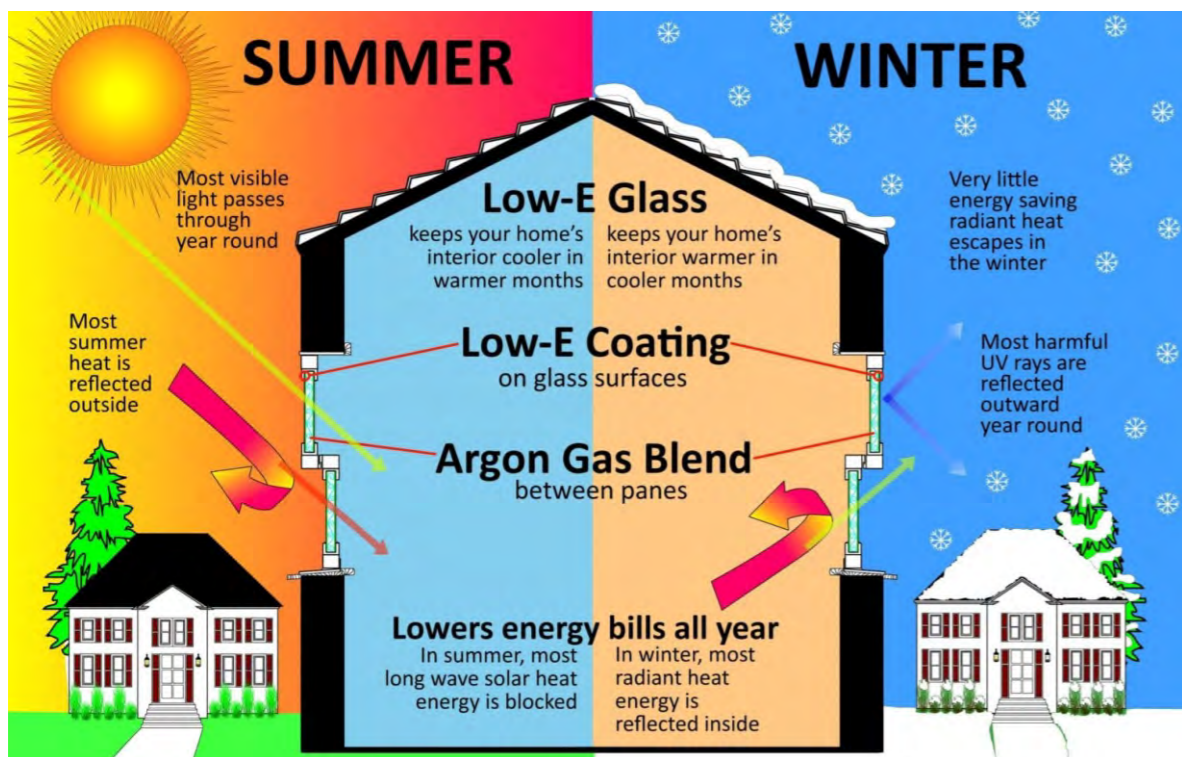 SUMMER
WINTER
Most visible
light passes
through
year round
Very little
energy saving
radiant heat
escapes in
the winter
Low-E Glass
keeps your home's
interior cooler in
warmer months
keeps your home's
interior warmer in
cooler months
Most
summer
heat is
reflected
outside
Low-E Coating
on glass surfaces
Most harmful
UV rays are
reflected
outward
year round
Argon Gas Blend
between panes
Lowers energy bills all year
In summer, most
long wave solar heat
energy is blocked
In winter, most
radiant heat
energy is
reflected inside